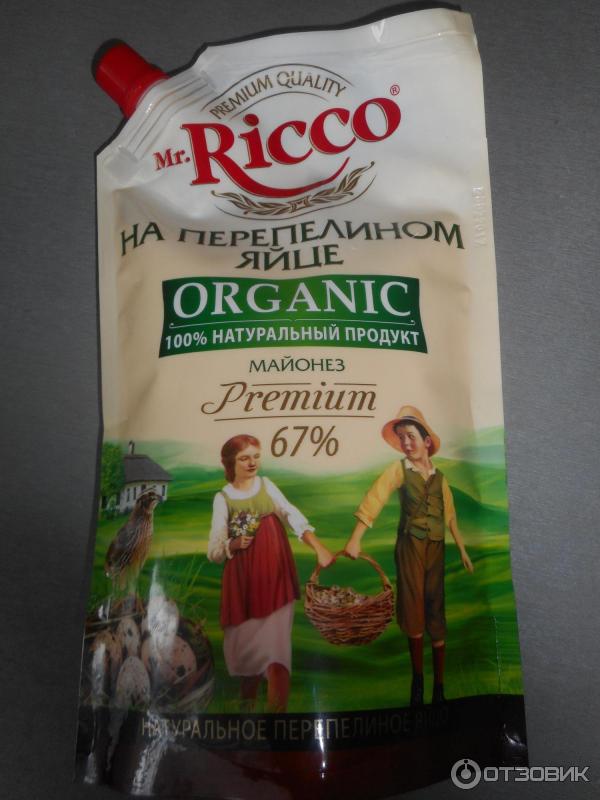 PREMIUM QUALITY
Mr. Ricco®
НА ПЕРЕПЕЛИНОМ
ЯЙЦЕ
ORGANIC
100% НАТУРАЛЬНЫЙ ПРОДУКТ
МАЙОНЕЗ
Premium
67%
НАТУРАЛЬНОЕ ПЕРЕПЕЛИНОЕ ЯЙЦО
ОТЗОВИК